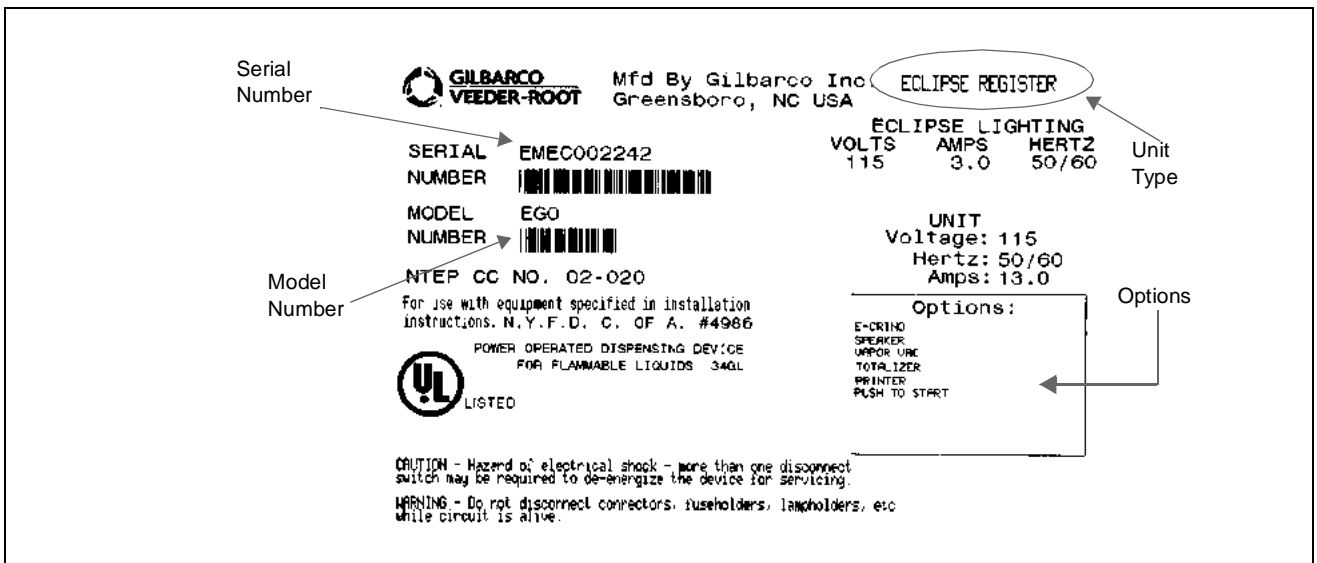 Serial
Number
GILBARCO
VEEDER-ROOT
Mfd By Gilbarco Inc.
Greensboro, NC USA
ECLIPSE REGISTER
Unit
Type
ECLIPSE LIGHTING
VOLTS AMPS HERTZ
115 3.0 50/60
SERIAL
NUMBER
EMEC002242
MODEL
NUMBER
EGO
Model
Number
NTEP CC NO. 02-020
For use with equipment specified in installation
instructions. N.Y.F.D. C. OF A. #4986
UL
LISTED
POWER OPERATED DISPENSING DEVICE
FOR FLAMMABLE LIQUIDS 34GL
UNIT
Voltage: 115
Hertz: 50/60
Amps: 13.0
Options
Options:
E-CRIND
SPEAKER
VAPOR VAC
TOTALIZER
PRINTER
PUSH TO START
CAUTION - Hazard of electrical shock - more than one disconnect
switch may be required to de-energize the device for servicing.
WARNING - Do not disconnect connectors, fuseholders, lampholders, etc
while circuit is alive.